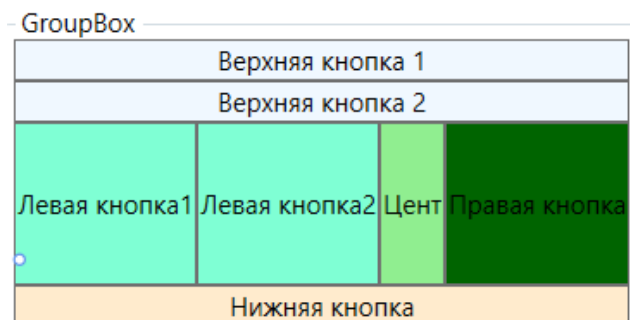 GroupBox
Верхняя кнопка 1
Верхняя кнопка 2
Левая кнопка1 Левая кнопка2 Цент Правая кнопка
Нижняя кнопка